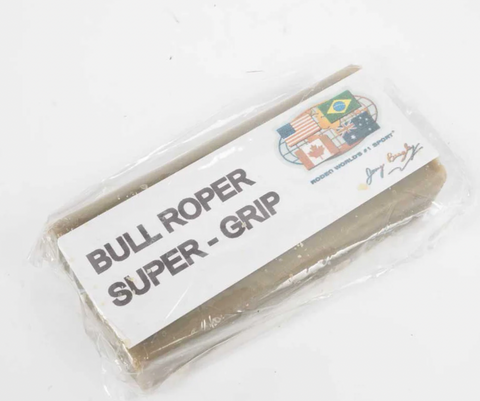 RODEO WORLD'S #1 SPORT
BULL ROPER
SUPER - GRIP